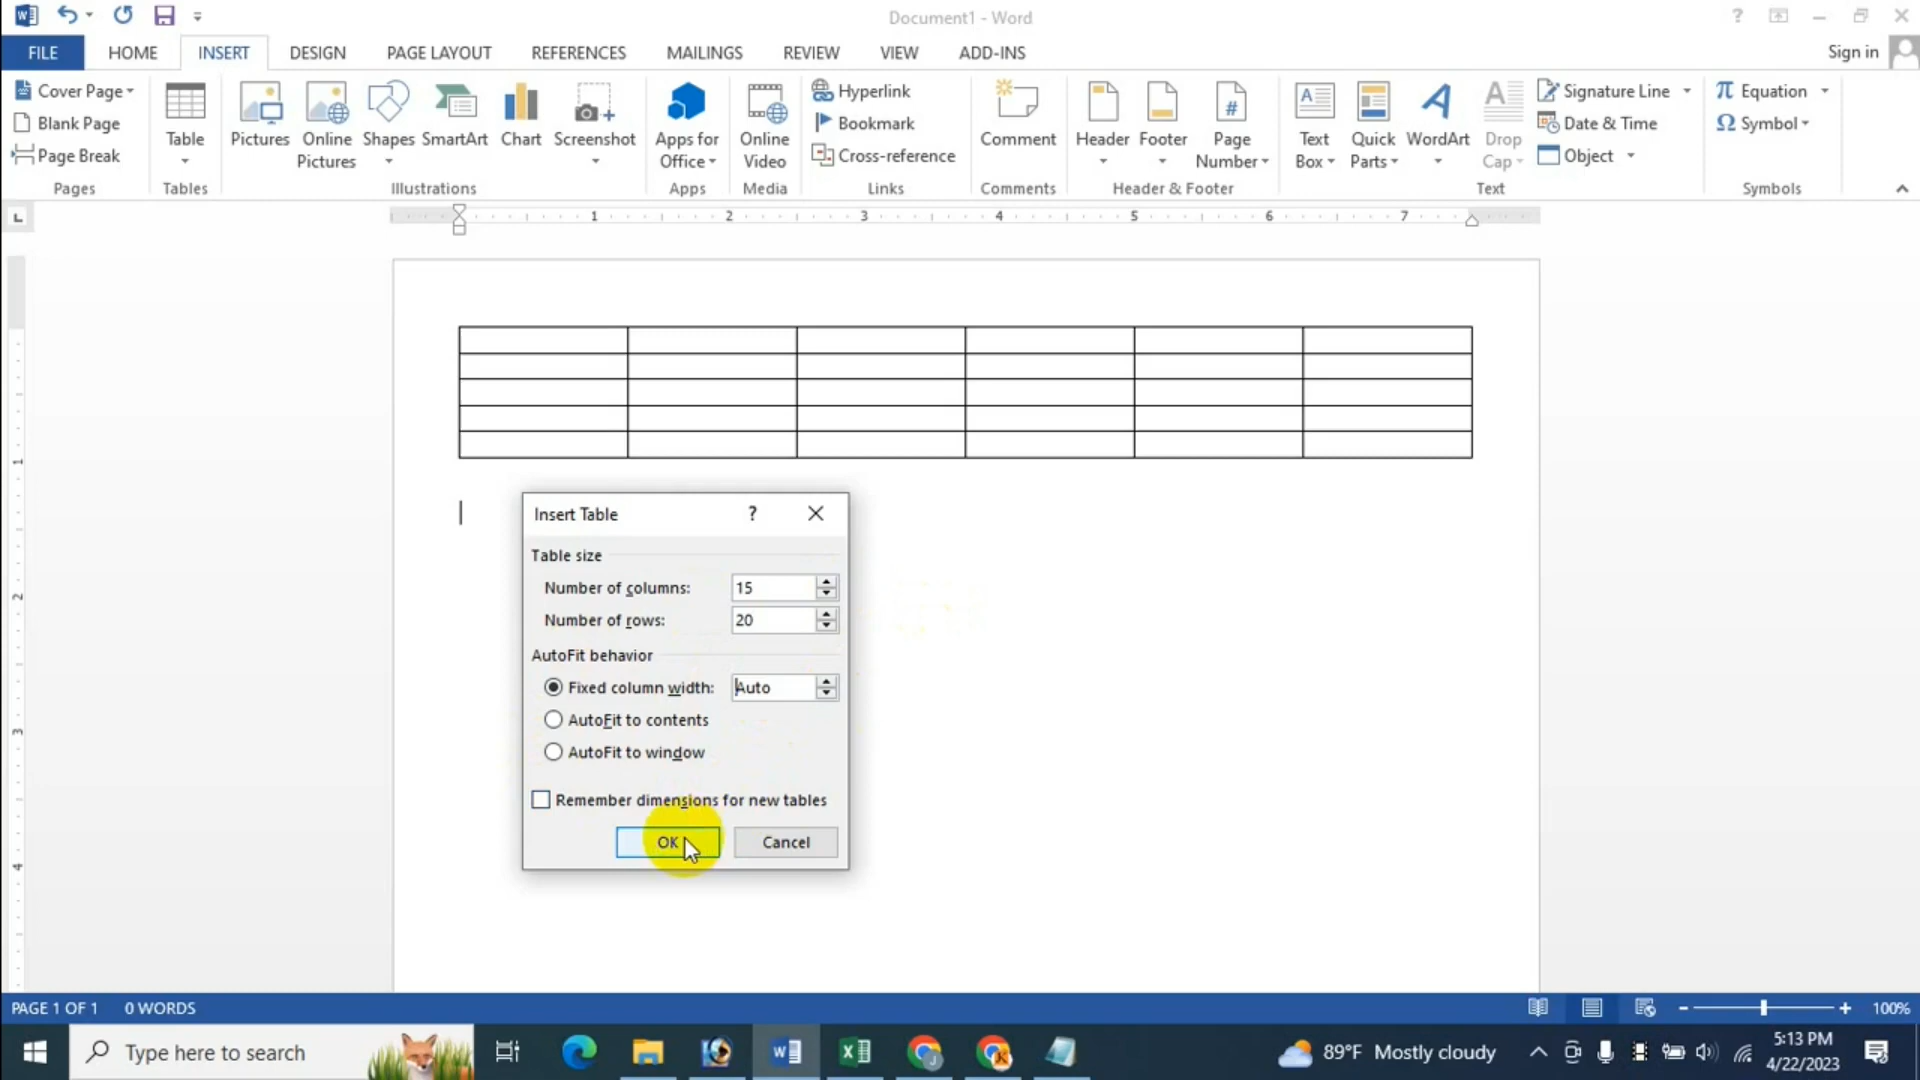 Document1 - Word
FILE HOME INSERT DESIGN PAGE LAYOUT REFERENCES MAILINGS REVIEW VIEW ADD-INS Sign in
Cover Page
Blank Page
Page Break
Pages
Table
Tables
Pictures
Online Pictures
Shapes
SmartArt
Chart
Screenshot
Illustrations
Apps for Office
Apps
Online Video
Media
Hyperlink
Bookmark
Cross-reference
Links
Comment
Comments
Header
Footer
Page Number
Header & Footer
Text Box
Quick Parts
WordArt
Drop Cap
Signature Line
Date & Time
Object
Text
Equation
Symbol
Symbols
1 2 3 4 5 6 7
1
2
3
4
Insert Table ?
Table size
Number of columns: 15
Number of rows: 20
AutoFit behavior
Fixed column width: Auto
AutoFit to contents
AutoFit to window
Remember dimensions for new tables
OK Cancel
PAGE 1 OF 1 0 WORDS 100%
Type here to search
89°F Mostly cloudy
5:13 PM
4/22/2023